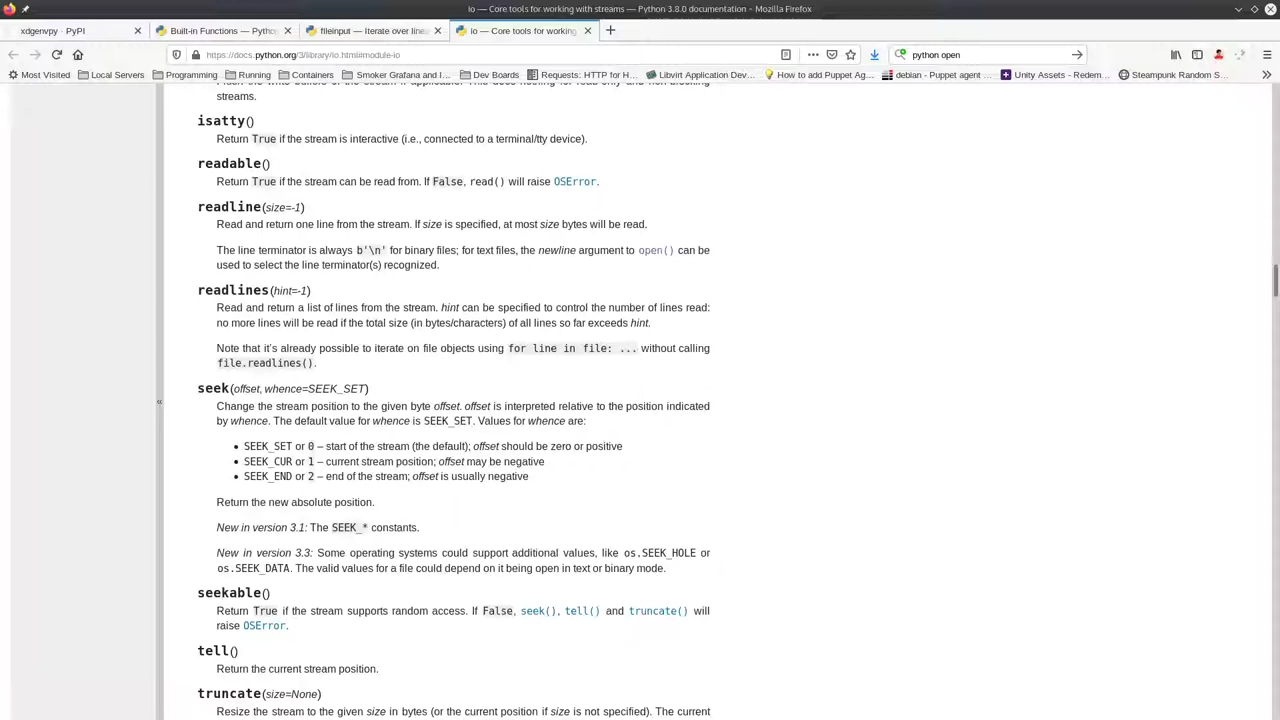 Io — Core tools for working with streams — Python 3.8.0 documentation - Mozilla Firefox
xdgenvpy · PyPI
Built-in Functions — Pytho
fileinput — Iterate over line
io — Core tools for working
https://docs.python.org/3/library/io.html#module-io
python open
Most Visited
Local Servers
Programming
Running
Containers
Smoker Grafana and I…
Dev Boards
Requests: HTTP for H…
Libvirt Application Dev…
How to add Puppet Ag…
debian - Puppet agent …
Unity Assets - Redem…
Steampunk Random S…
streams.
isatty()
Return True if the stream is interactive (i.e., connected to a terminal/tty device).
readable()
Return True if the stream can be read from. If False, read() will raise OSError.
readline(size=-1)
Read and return one line from the stream. If size is specified, at most size bytes will be read.
The line terminator is always b'\n' for binary files; for text files, the newline argument to open() can be
used to select the line terminator(s) recognized.
readlines(hint=-1)
Read and return a list of lines from the stream. hint can be specified to control the number of lines read:
no more lines will be read if the total size (in bytes/characters) of all lines so far exceeds hint.
Note that it's already possible to iterate on file objects using for line in file: ... without calling
file.readlines().
seek(offset, whence=SEEK_SET)
Change the stream position to the given byte offset. offset is interpreted relative to the position indicated
by whence. The default value for whence is SEEK_SET. Values for whence are:
• SEEK_SET or 0 – start of the stream (the default); offset should be zero or positive
• SEEK_CUR or 1 – current stream position; offset may be negative
• SEEK_END or 2 – end of the stream; offset is usually negative
Return the new absolute position.
New in version 3.1: The SEEK_* constants.
New in version 3.3: Some operating systems could support additional values, like os.SEEK_HOLE or
os.SEEK_DATA. The valid values for a file could depend on it being open in text or binary mode.
«
seekable()
Return True if the stream supports random access. If False, seek(), tell() and truncate() will
raise OSError.
tell()
Return the current stream position.
truncate(size=None)
Resize the stream to the given size in bytes (or the current position if size is not specified). The current